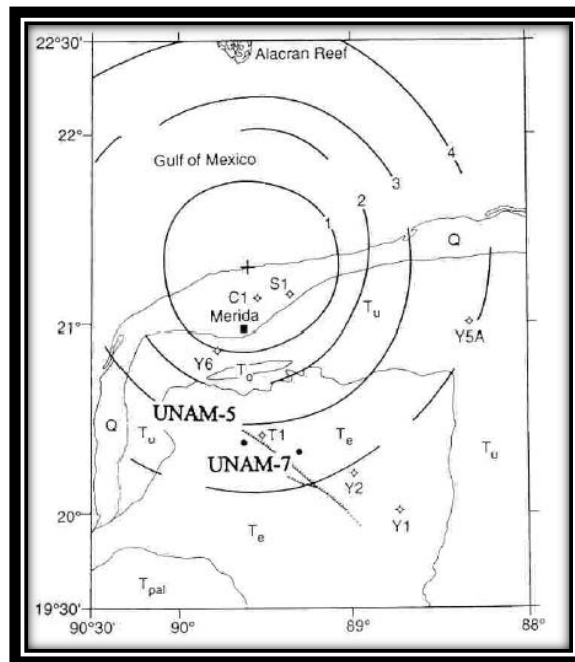 22°30'
Alacran Reef
22°
4
Gulf of Mexico
3
2
1
Q
S1
C1
Merida
Tu
21°
Y5A
Y6
To
UNAM-5
Q
Tu
T1
Te
Tu
UNAM-7
Y2
20°
Te
Y1
Tpal
19°30'
90°30'
90°
89°
88°